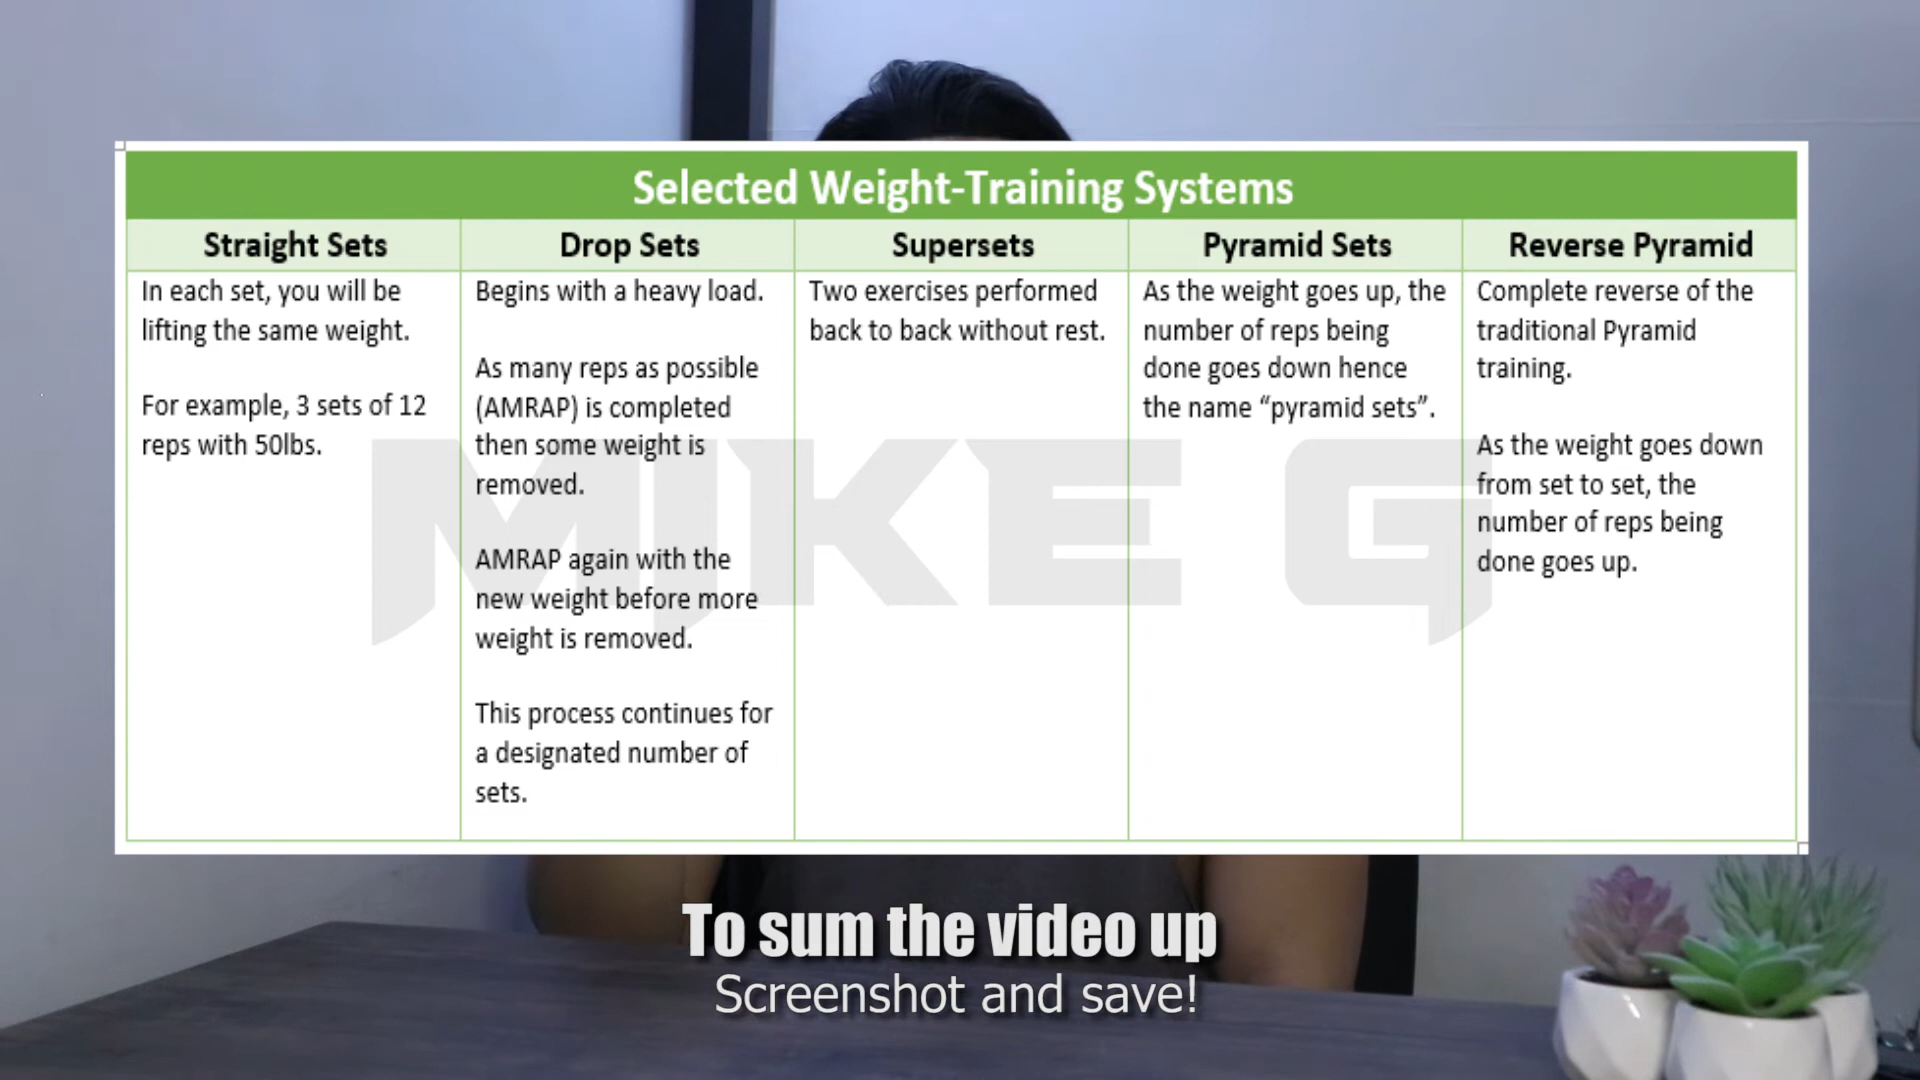 Selected Weight-Training Systems
Straight Sets
In each set, you will be
lifting the same weight.
For example, 3 sets of 12
reps with 50lbs.
Drop Sets
Begins with a heavy load.
As many reps as possible
(AMRAP) is completed
then some weight is
removed.
AMRAP again with the
new weight before more
weight is removed.
This process continues for
a designated number of
sets.
Supersets
Two exercises performed
back to back without rest.
Pyramid Sets
As the weight goes up, the
number of reps being
done goes down hence
the name “pyramid sets”.
Reverse Pyramid
Complete reverse of the
traditional Pyramid
training.
As the weight goes down
from set to set, the
number of reps being
done goes up.
MIKE G
To sum the video up
Screenshot and save!